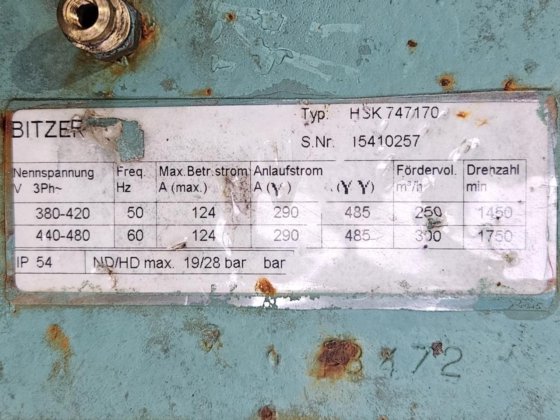 BITZER
Typ: HSK 747170
S.Nr. 15410257
Nennspannung Freq. Max.Betr.strom Anlaufstrom Fördervol. Drehzahl
V 3Ph~ Hz A (max.) A (Y) (Y Y) m³/h min
380-420 50 124 290 485 250 1450
440-480 60 124 290 485 300 1750
IP 54 ND/HD max. 19/28 bar bar